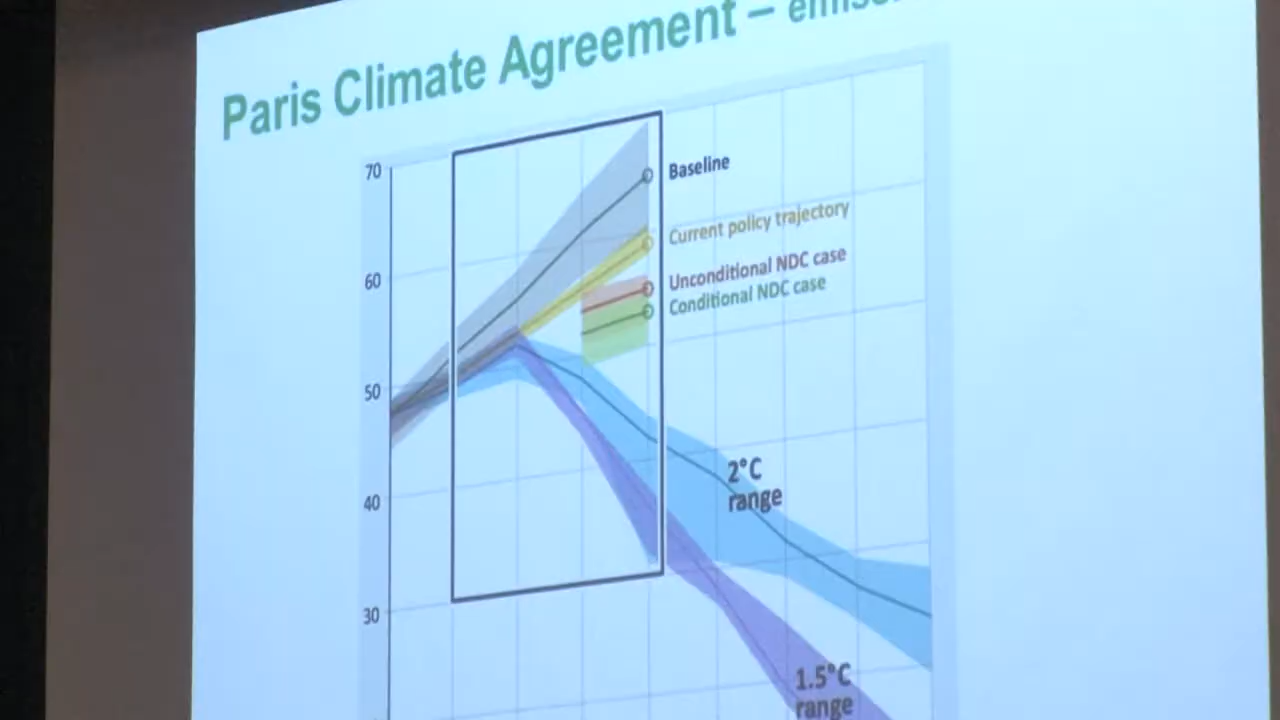 Paris Climate Agreement –
70
Baseline
Current policy trajectory
60
Unconditional NDC case
Conditional NDC case
50
2°C
range
40
30
1.5°C
range